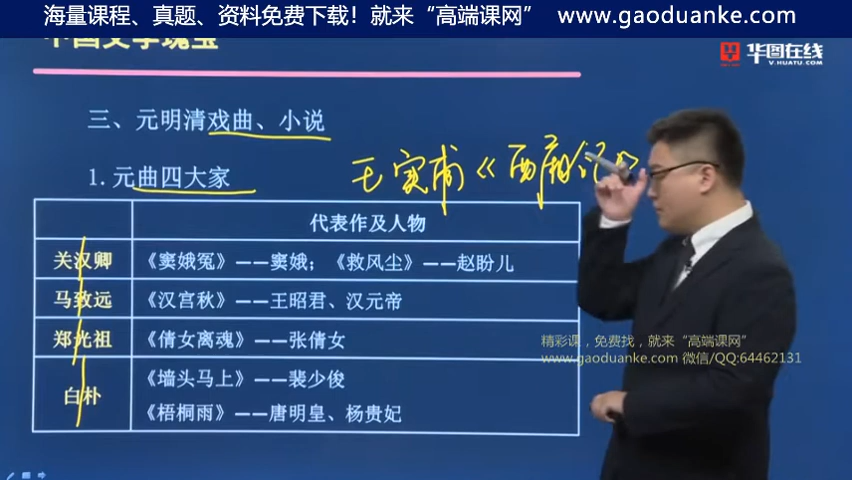 海量课程、真题、资料免费下载！就来“高端课网” www.gaoduanke.com
中国文学瑰宝
华图在线
V.HUATU.COM
三、元明清戏曲、小说
1. 元曲四大家
王实甫《西厢记》
代表作及人物
关汉卿 《窦娥冤》——窦娥；《救风尘》——赵盼儿
马致远 《汉宫秋》——王昭君、汉元帝
郑光祖 《倩女离魂》——张倩女
白朴 《墙头马上》——裴少俊
《梧桐雨》——唐明皇、杨贵妃
精彩课，免费找，就来“高端课网”
www.gaoduanke.com 微信/QQ:64462131